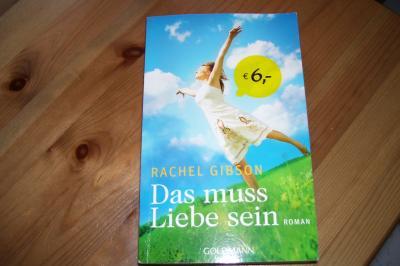 € 6,-
RACHEL GIBSON
Das muss
Liebe sein ROMAN
GOLDMANN